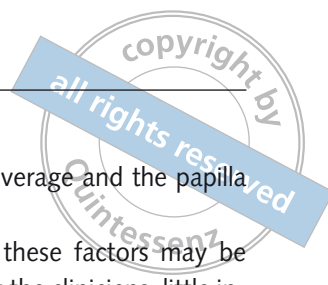 copyright by
all rights reserved
Quintessenz
verage and the papilla
these factors may be
the clinicians, little in-